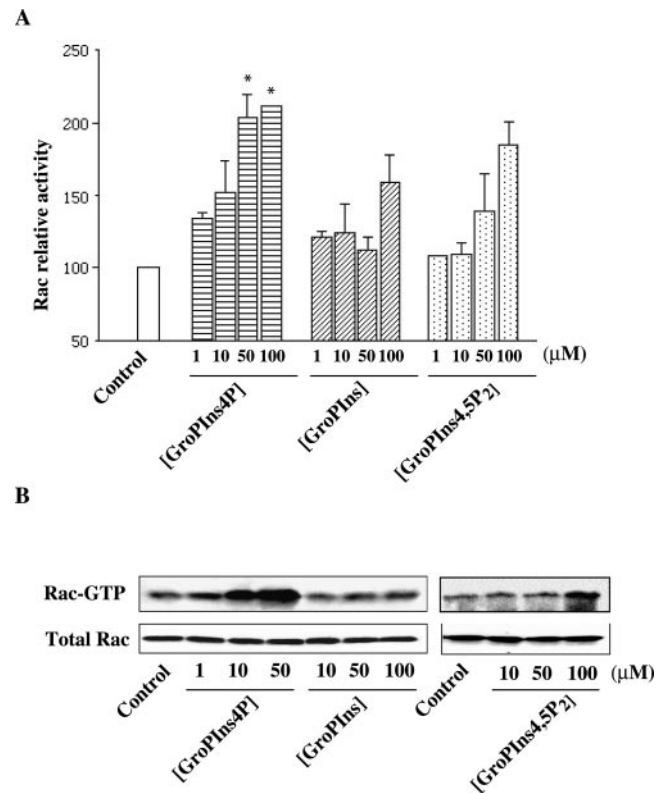 A
250
* *
200
150
100
50
Rac relative activity
1 10 50 100 1 10 50 100 1 10 50 100 (μM)
Control [GroPIns4P] [GroPIns] [GroPIns4,5P2]
B
Rac-GTP
Total Rac
1 10 50 10 50 100 10 50 100 (μM)
Control [GroPIns4P] [GroPIns] Control [GroPIns4,5P2]